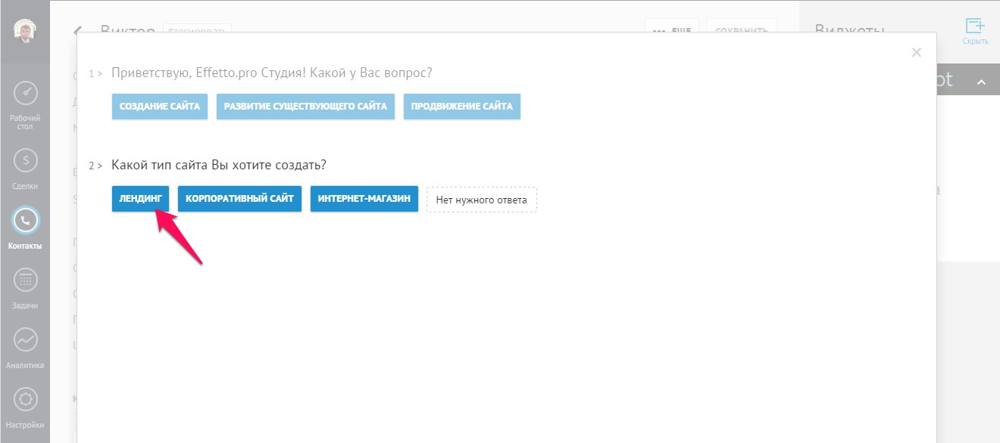 Виктор #тегировать
••• ЕЩЕ СОХРАНИТЬ
Виджеты
Скрыть
1 > Приветствую, Effetto.pro Студия! Какой у Вас вопрос?
СОЗДАНИЕ САЙТА РАЗВИТИЕ СУЩЕСТВУЮЩЕГО САЙТА ПРОДВИЖЕНИЕ САЙТА
2 > Какой тип сайта Вы хотите создать?
ЛЕНДИНГ КОРПОРАТИВНЫЙ САЙТ ИНТЕРНЕТ-МАГАЗИН Нет нужного ответа
Рабочий
стол
Сделки
Контакты
Задачи
Аналитика
Настройки